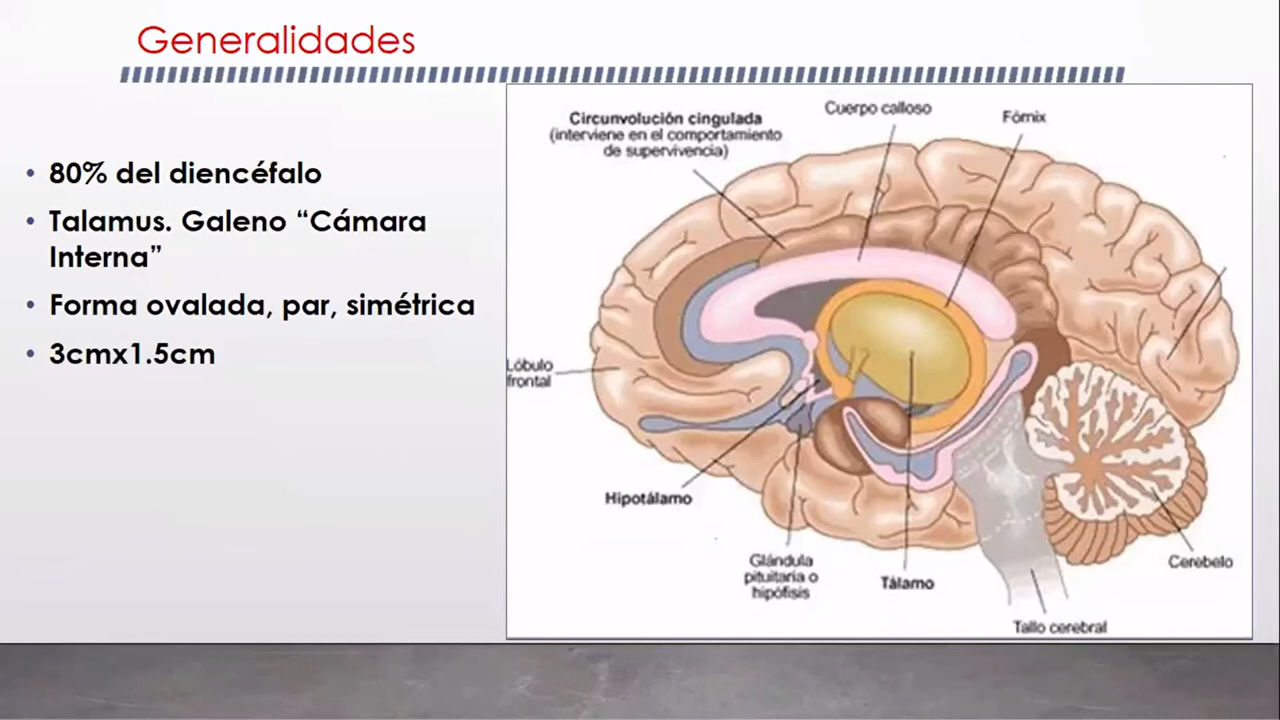 Generalidades
• 80% del diencéfalo
• Talamus. Galeno “Cámara
Interna”
• Forma ovalada, par, simétrica
• 3cmx1.5cm
Circunvolución cingulada
(interviene en el comportamiento
de supervivencia)
Cuerpo calloso
Fórnix
Lóbulo
frontal
Hipotálamo
Glándula
pituitaria o
hipófisis
Tálamo
Cerebelo
Tallo cerebral